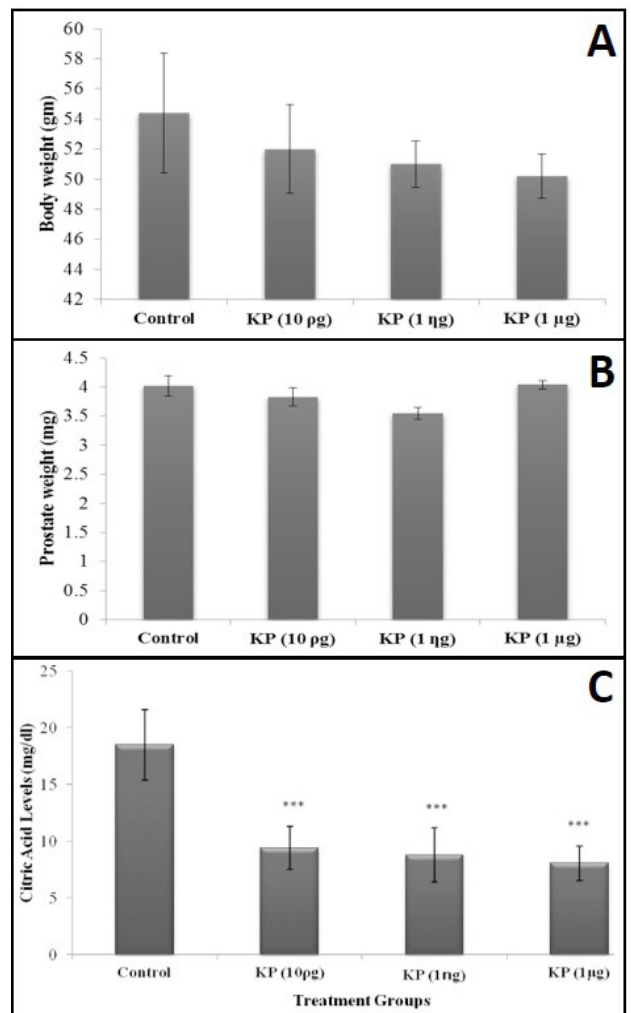 A
Body weight (gm)
60
58
56
54
52
50
48
46
44
42
Control KP (10 ρg) KP (1 ηg) KP (1 µg)
B
Prostate weight (mg)
4.5
4
3.5
3
2.5
2
1.5
1
0.5
0
Control KP (10 ρg) KP (1 ηg) KP (1 µg)
C
Citric Acid Levels (mg/dl)
25
20
15
10
5
0
*** *** ***
Control KP (10ρg) KP (1ηg) KP (1µg)
Treatment Groups